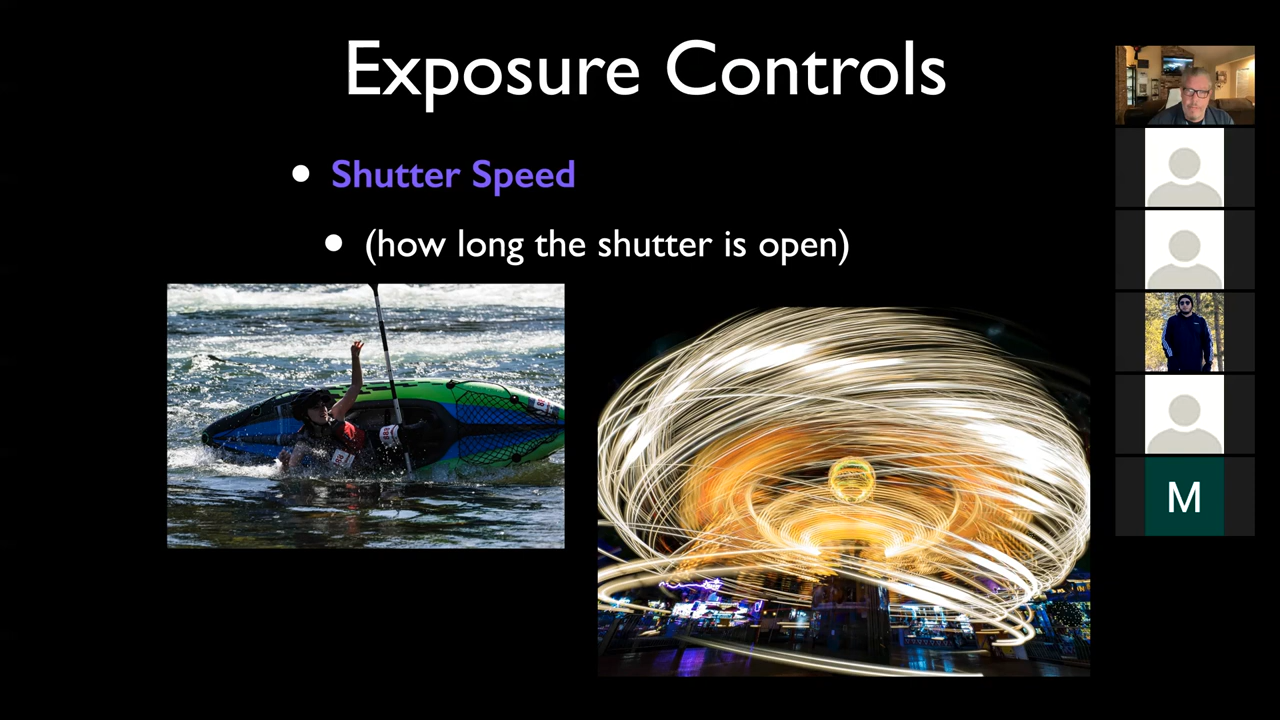 Exposure Controls
Shutter Speed
(how long the shutter is open)
M